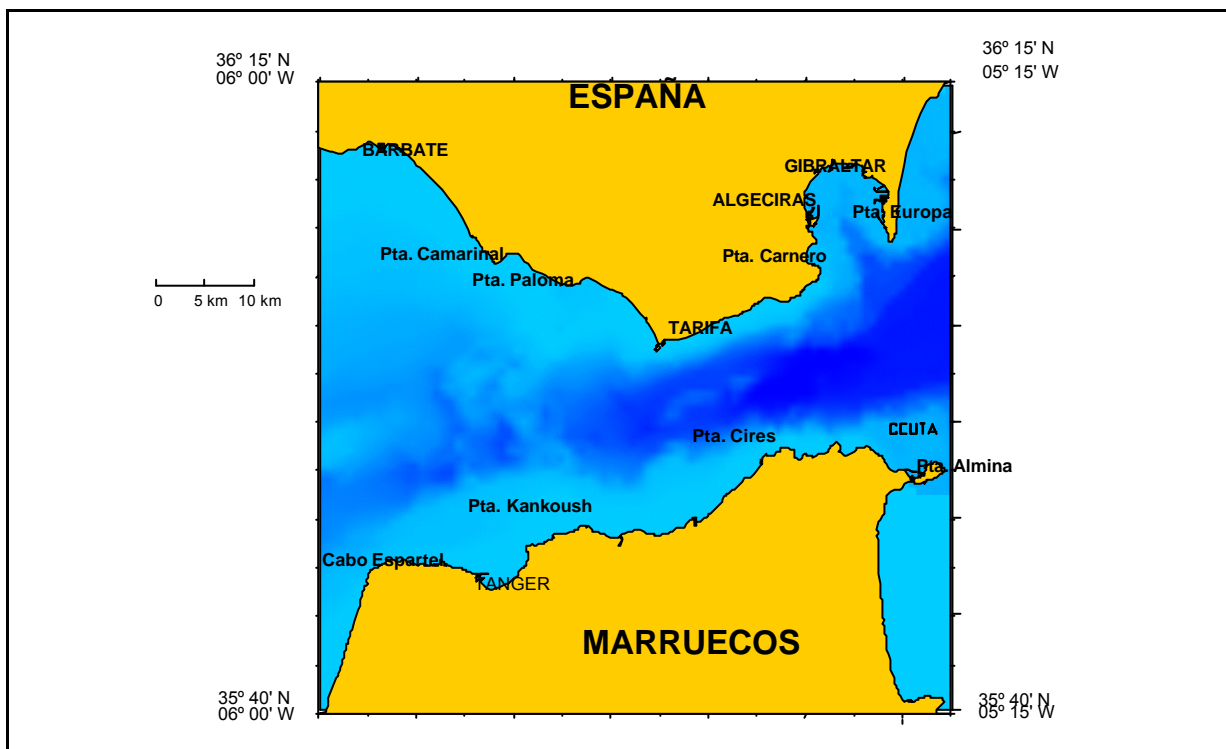 36º 15' N
06º 00' W
36º 15' N
05º 15' W
ESPAÑA
BARBATE
GIBRALTAR
ALGECIRAS
Pta. Europa
Pta. Camarinal
Pta. Carnero
Pta. Paloma
0 5 km 10 km
TARIFA
CCUTA
Pta. Cires
Pta. Almina
Pta. Kankoush
Cabo Espartel
TANGER
MARRUECOS
35º 40' N
06º 00' W
35º 40' N
05º 15' W